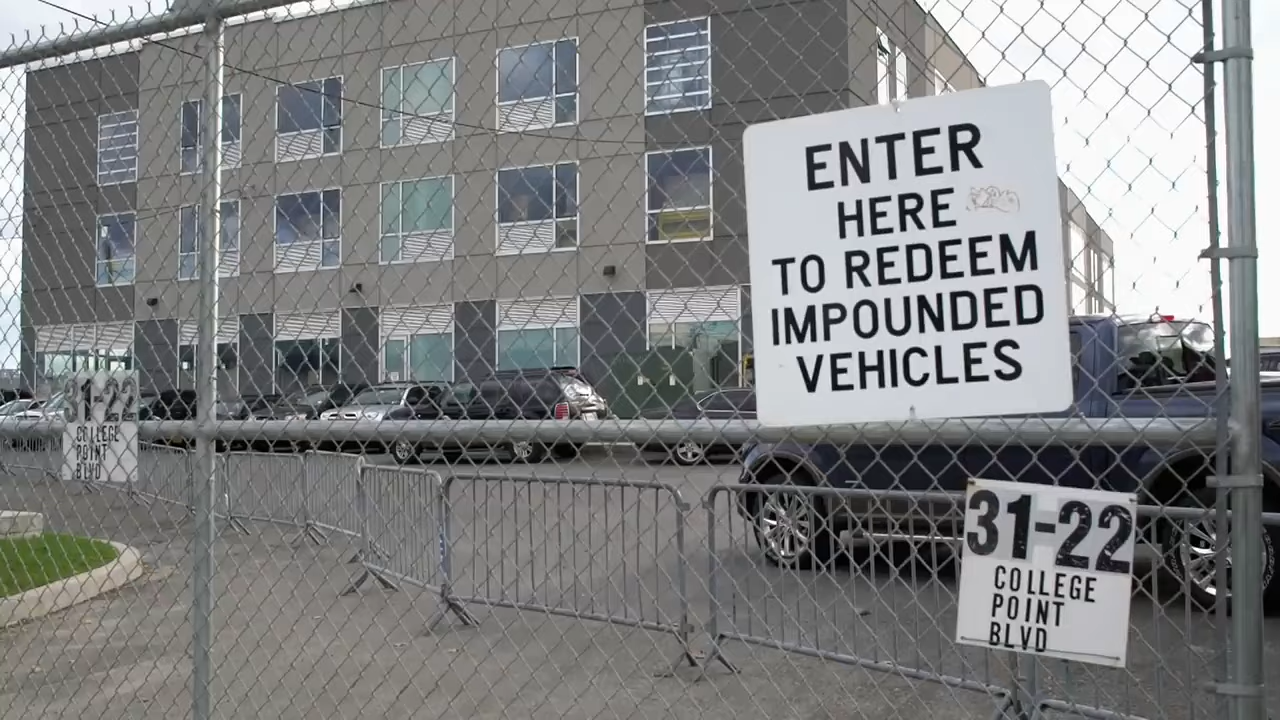 ENTER
HERE
TO REDEEM
IMPOUNDED
VEHICLES
31-22
COLLEGE
POINT
BLVD
31-22
COLLEGE
POINT
BLVD